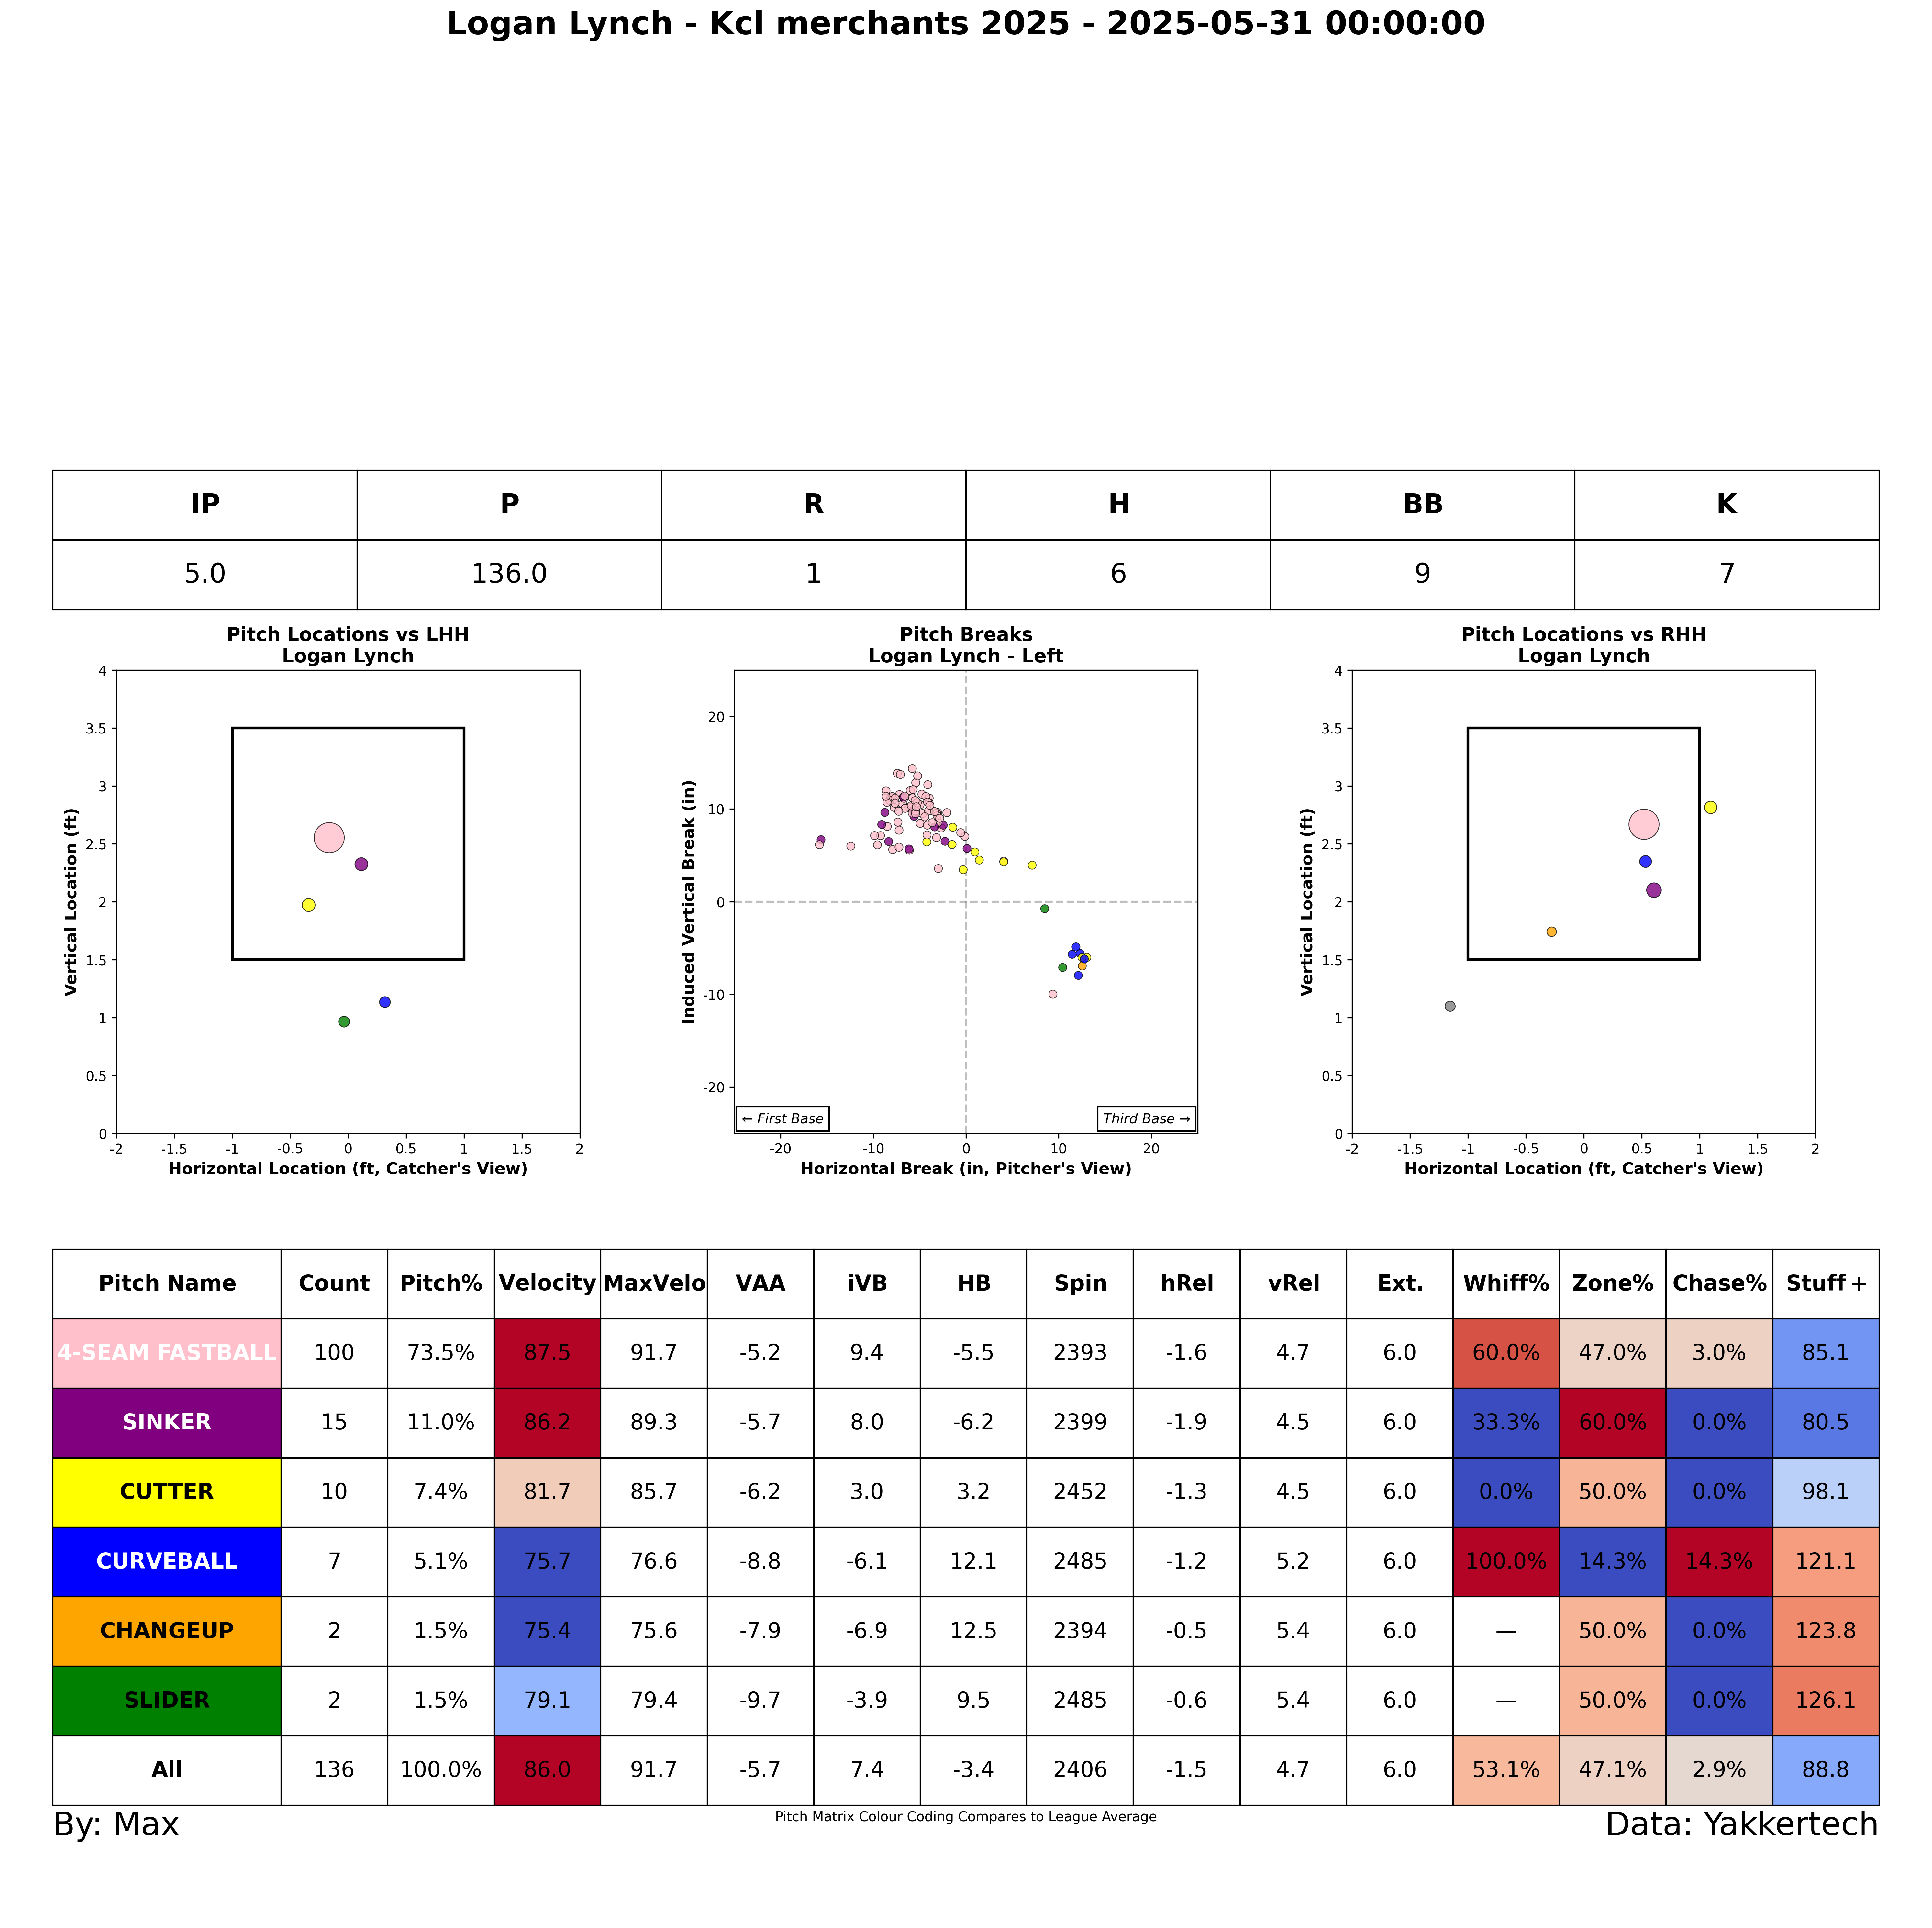 Logan Lynch - Kcl merchants 2025 - 2025-05-31 00:00:00
IP P R H BB K
5.0 136.0 1 6 9 7
Pitch Locations vs LHH
Logan Lynch
4
3.5
3
2.5
2
1.5
1
0.5
0
-2 -1.5 -1 -0.5 0 0.5 1 1.5 2
Vertical Location (ft)
Horizontal Location (ft, Catcher's View)
Pitch Breaks
Logan Lynch - Left
20
10
0
-10
-20
-20 -10 0 10 20
Induced Vertical Break (in)
← First Base
Third Base →
Horizontal Break (in, Pitcher's View)
Pitch Locations vs RHH
Logan Lynch
4
3.5
3
2.5
2
1.5
1
0.5
0
-2 -1.5 -1 -0.5 0 0.5 1 1.5 2
Vertical Location (ft)
Horizontal Location (ft, Catcher's View)
Pitch Name Count Pitch% Velocity MaxVelo VAA iVB HB Spin hRel vRel Ext. Whiff% Zone% Chase% Stuff+
4-SEAM FASTBALL 100 73.5% 87.5 91.7 -5.2 9.4 -5.5 2393 -1.6 4.7 6.0 60.0% 47.0% 3.0% 85.1
SINKER 15 11.0% 86.2 89.3 -5.7 8.0 -6.2 2399 -1.9 4.5 6.0 33.3% 60.0% 0.0% 80.5
CUTTER 10 7.4% 81.7 85.7 -6.2 3.0 3.2 2452 -1.3 4.5 6.0 0.0% 50.0% 0.0% 98.1
CURVEBALL 7 5.1% 75.7 76.6 -8.8 -6.1 12.1 2485 -1.2 5.2 6.0 100.0% 14.3% 14.3% 121.1
CHANGEUP 2 1.5% 75.4 75.6 -7.9 -6.9 12.5 2394 -0.5 5.4 6.0 — 50.0% 0.0% 123.8
SLIDER 2 1.5% 79.1 79.4 -9.7 -3.9 9.5 2485 -0.6 5.4 6.0 — 50.0% 0.0% 126.1
All 136 100.0% 86.0 91.7 -5.7 7.4 -3.4 2406 -1.5 4.7 6.0 53.1% 47.1% 2.9% 88.8
By: Max
Pitch Matrix Colour Coding Compares to League Average
Data: Yakkertech